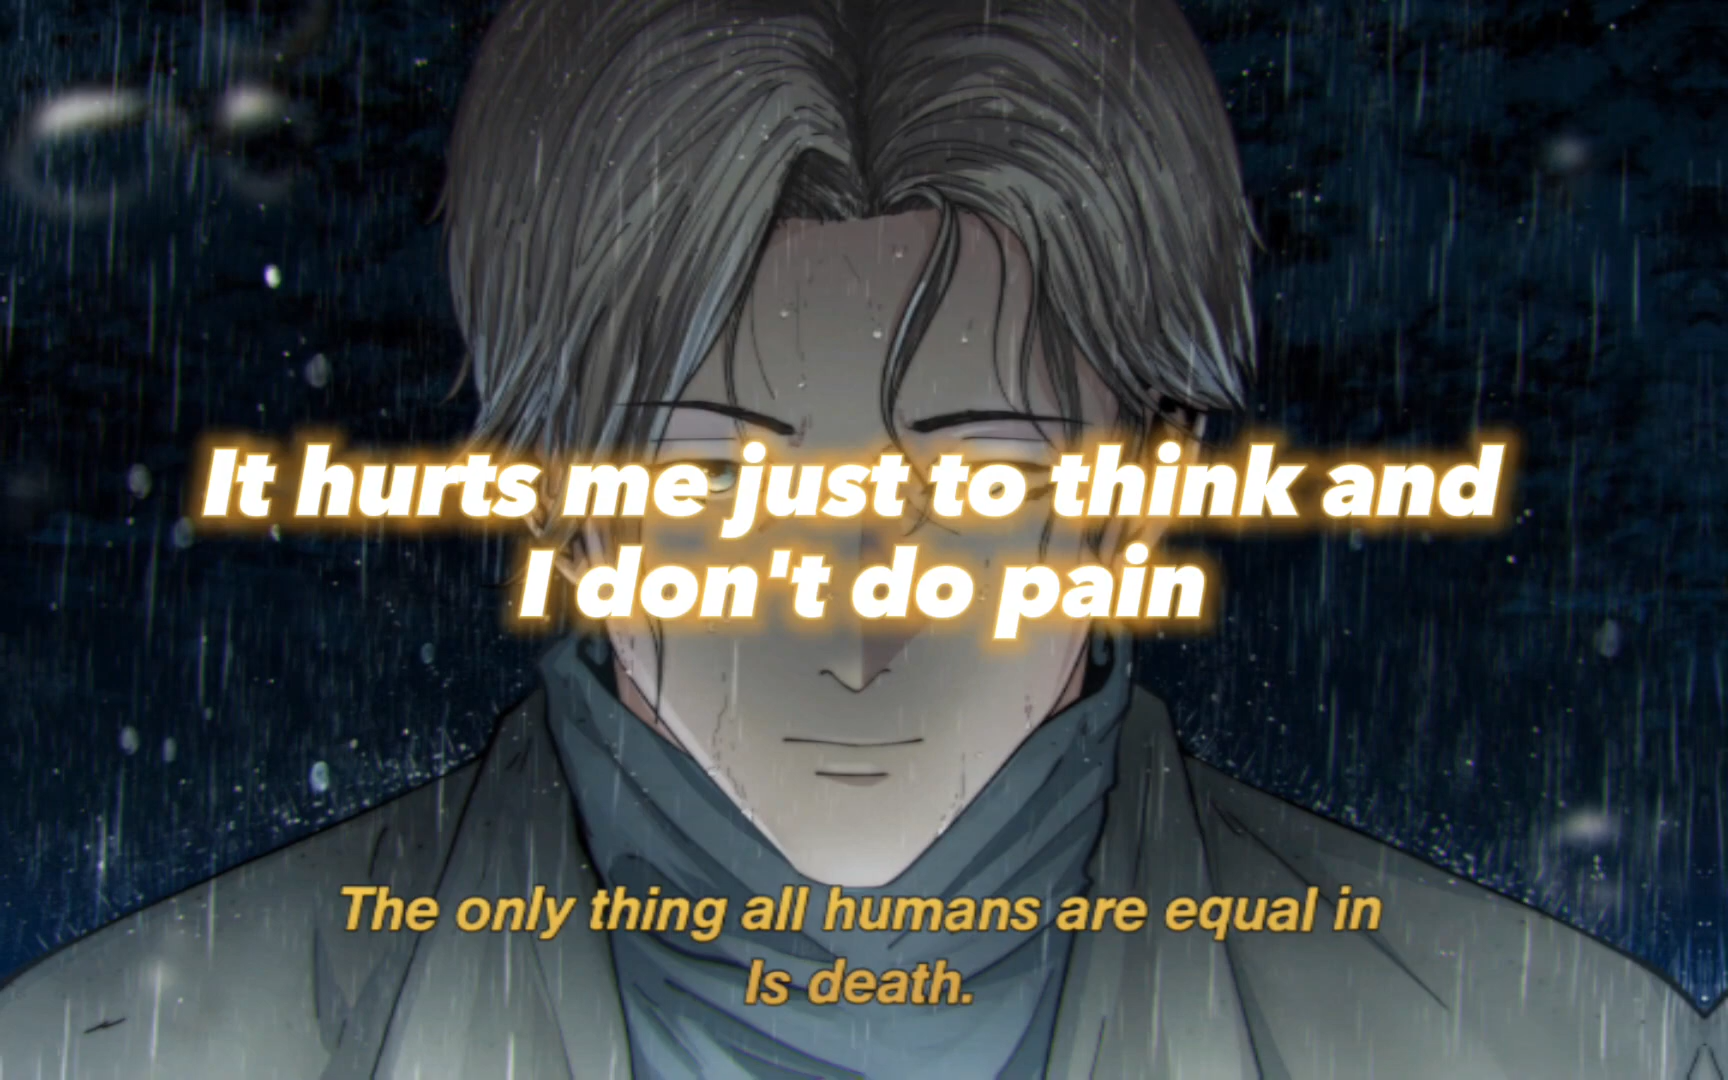 It hurts me just to think and
I don't do pain
The only thing all humans are equal in
Is death.